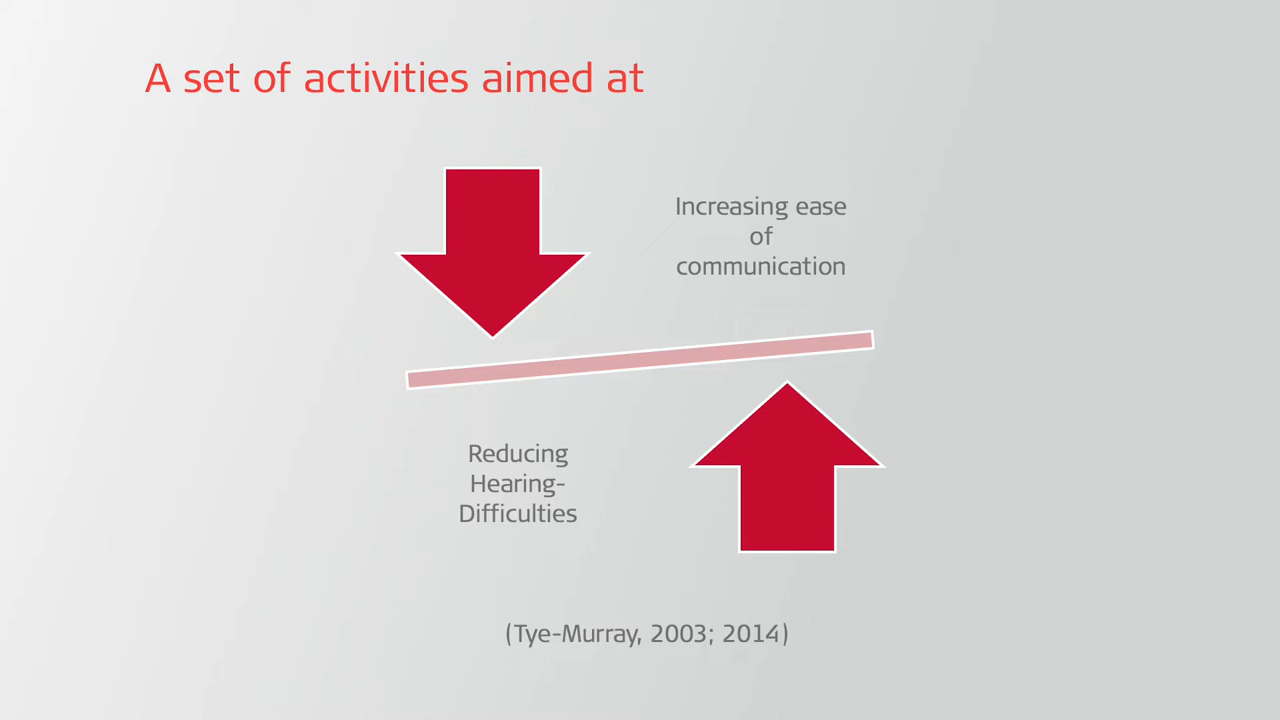 A set of activities aimed at
Increasing ease
of
communication
Reducing
Hearing-
Difficulties
(Tye-Murray, 2003; 2014)